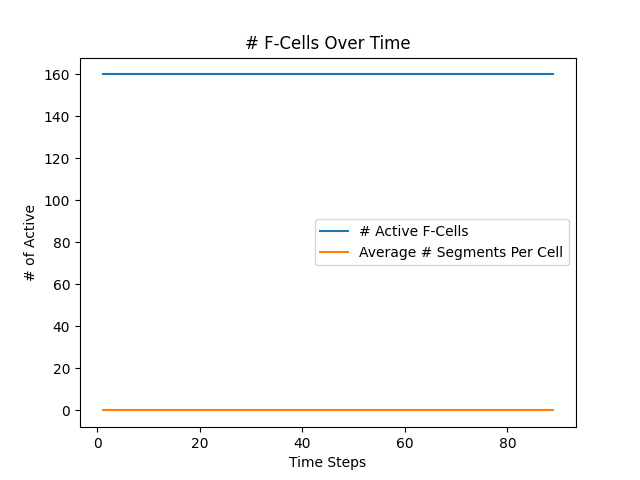 # F-Cells Over Time
# of Active
160
140
120
100
80
60
40
20
0
# Active F-Cells
Average # Segments Per Cell
0 20 40 60 80
Time Steps